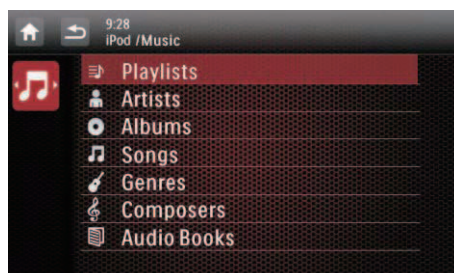 9:28
iPod /Music
Playlists
Artists
Albums
Songs
Genres
Composers
Audio Books